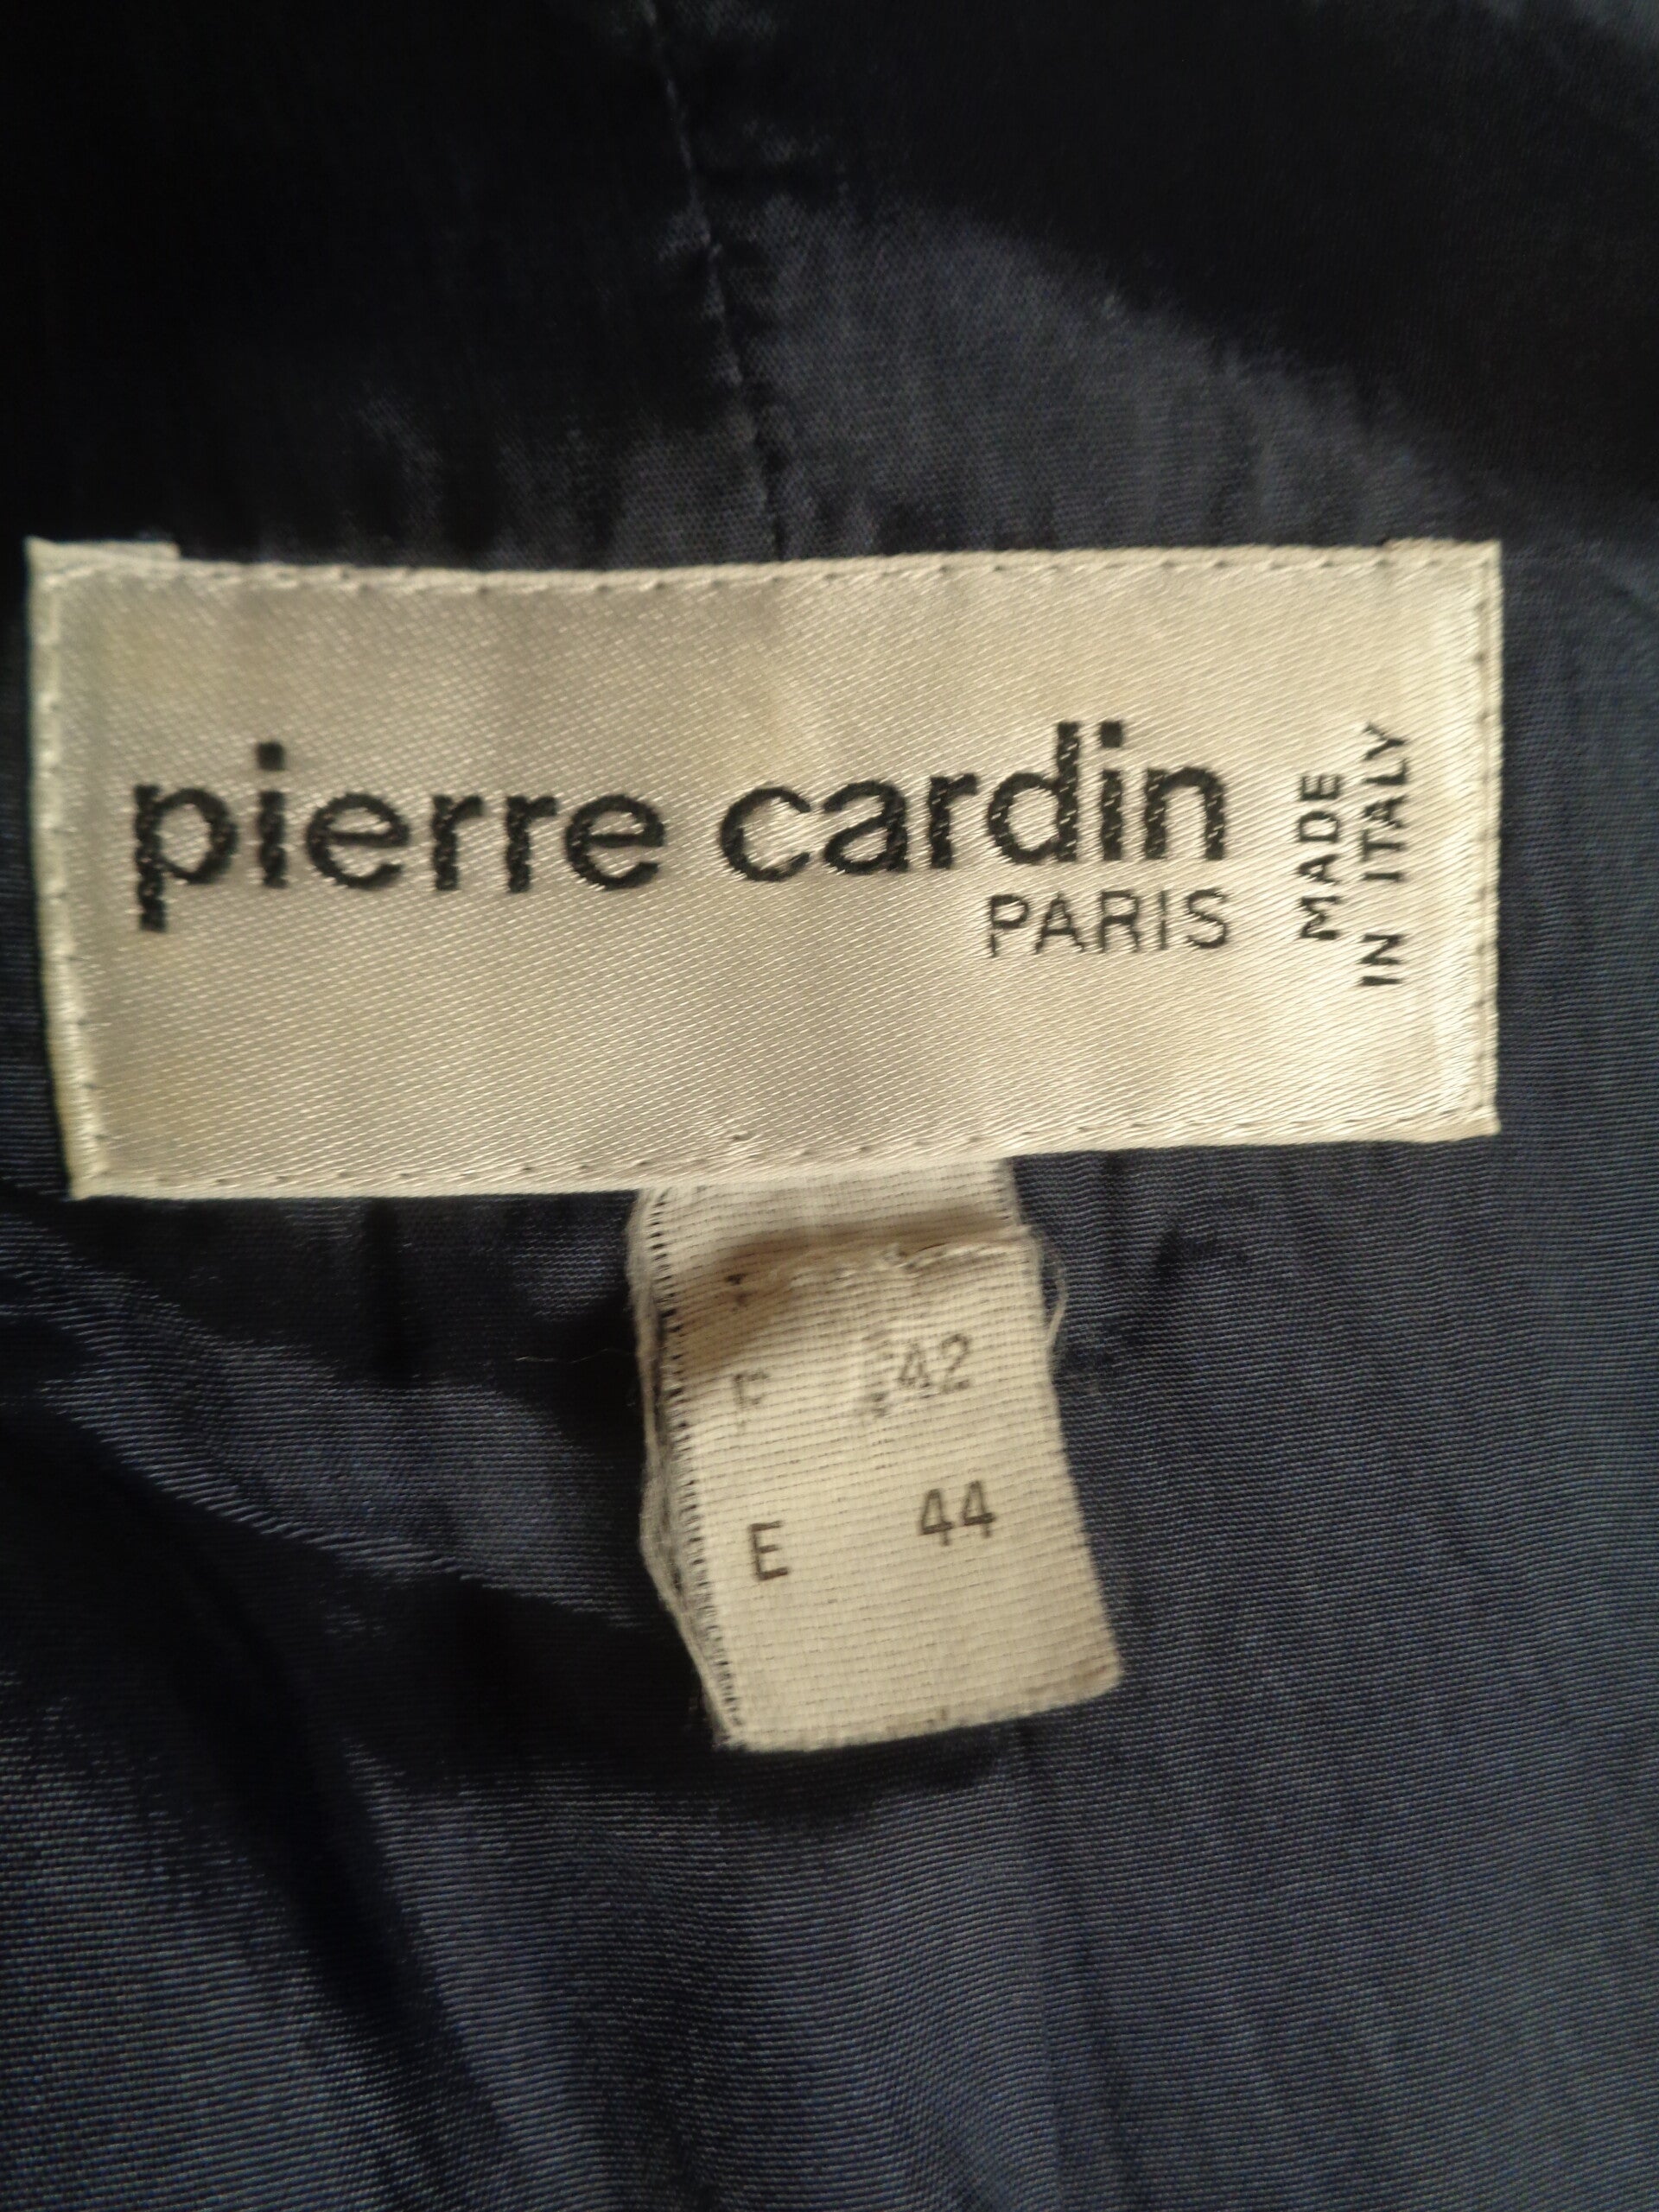 pierre cardin
PARIS
MADE
IN ITALY
42
E 44